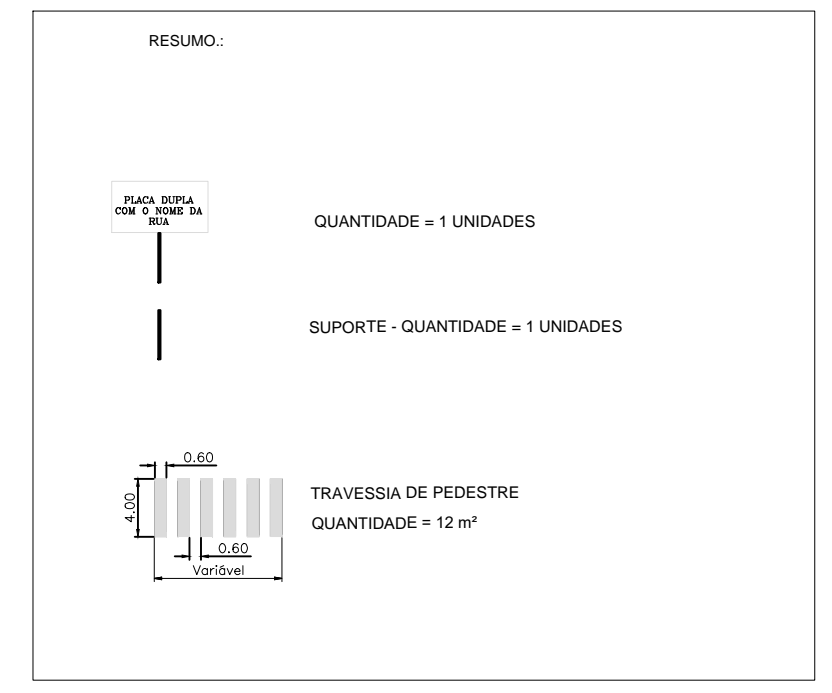 RESUMO.:
PLACA DUPLA
COM O NOME DA
RUA
QUANTIDADE = 1 UNIDADES
SUPORTE - QUANTIDADE = 1 UNIDADES
0.60
4.00
0.60
Variável
TRAVESSIA DE PEDESTRE
QUANTIDADE = 12 m²